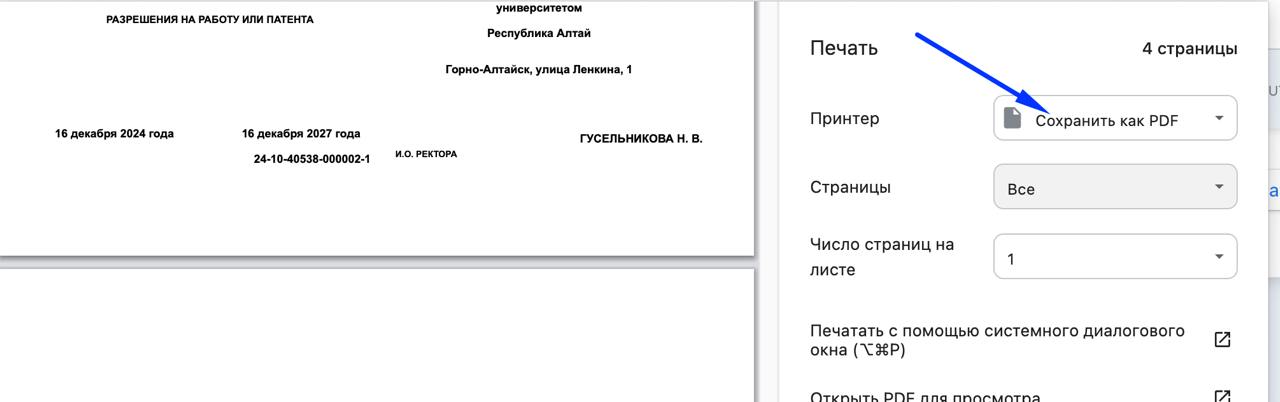 университетом
РАЗРЕШЕНИЯ НА РАБОТУ ИЛИ ПАТЕНТА
Республика Алтай
Горно-Алтайск, улица Ленкина, 1
16 декабря 2024 года
16 декабря 2027 года
ГУСЕЛЬНИКОВА Н. В.
24-10-40538-000002-1
И.О. РЕКТОРА
Печать
4 страницы
Принтер
Сохранить как PDF
Страницы
Все
Число страниц на
листе
1
Печатать с помощью системного диалогового
окна (⌥⌘P)
Открыть PDF для просмотра